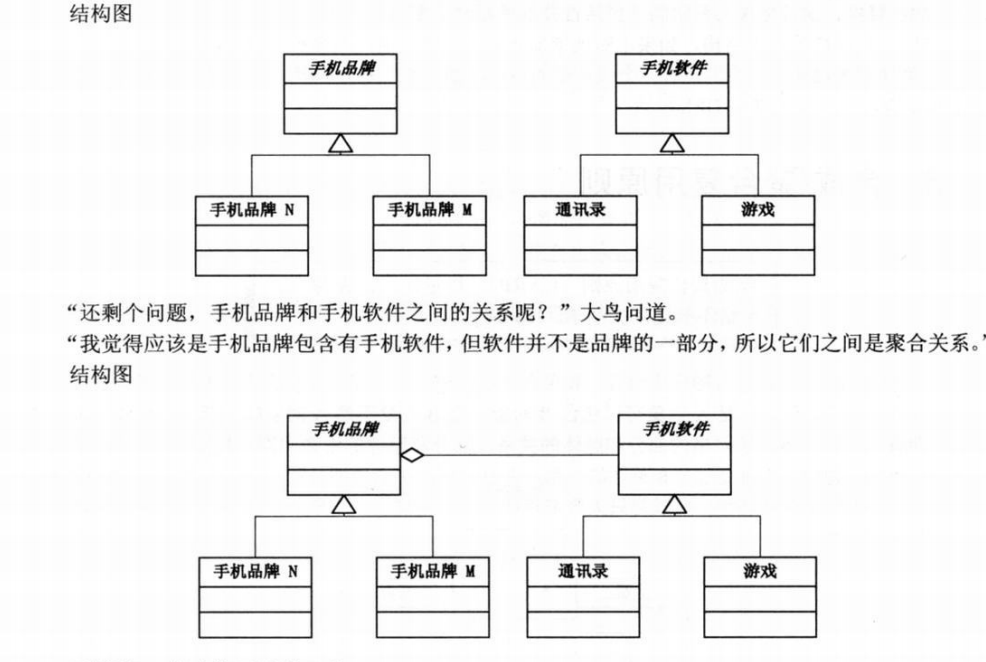 结构图
手机品牌 手机软件
手机品牌 N 手机品牌 M 通讯录 游戏
“还剩个问题，手机品牌和手机软件之间的关系呢？”大鸟问道。
“我觉得应该是手机品牌包含有手机软件，但软件并不是品牌的一部分，所以它们之间是聚合关系。”
结构图
手机品牌 手机软件
手机品牌 N 手机品牌 M 通讯录 游戏